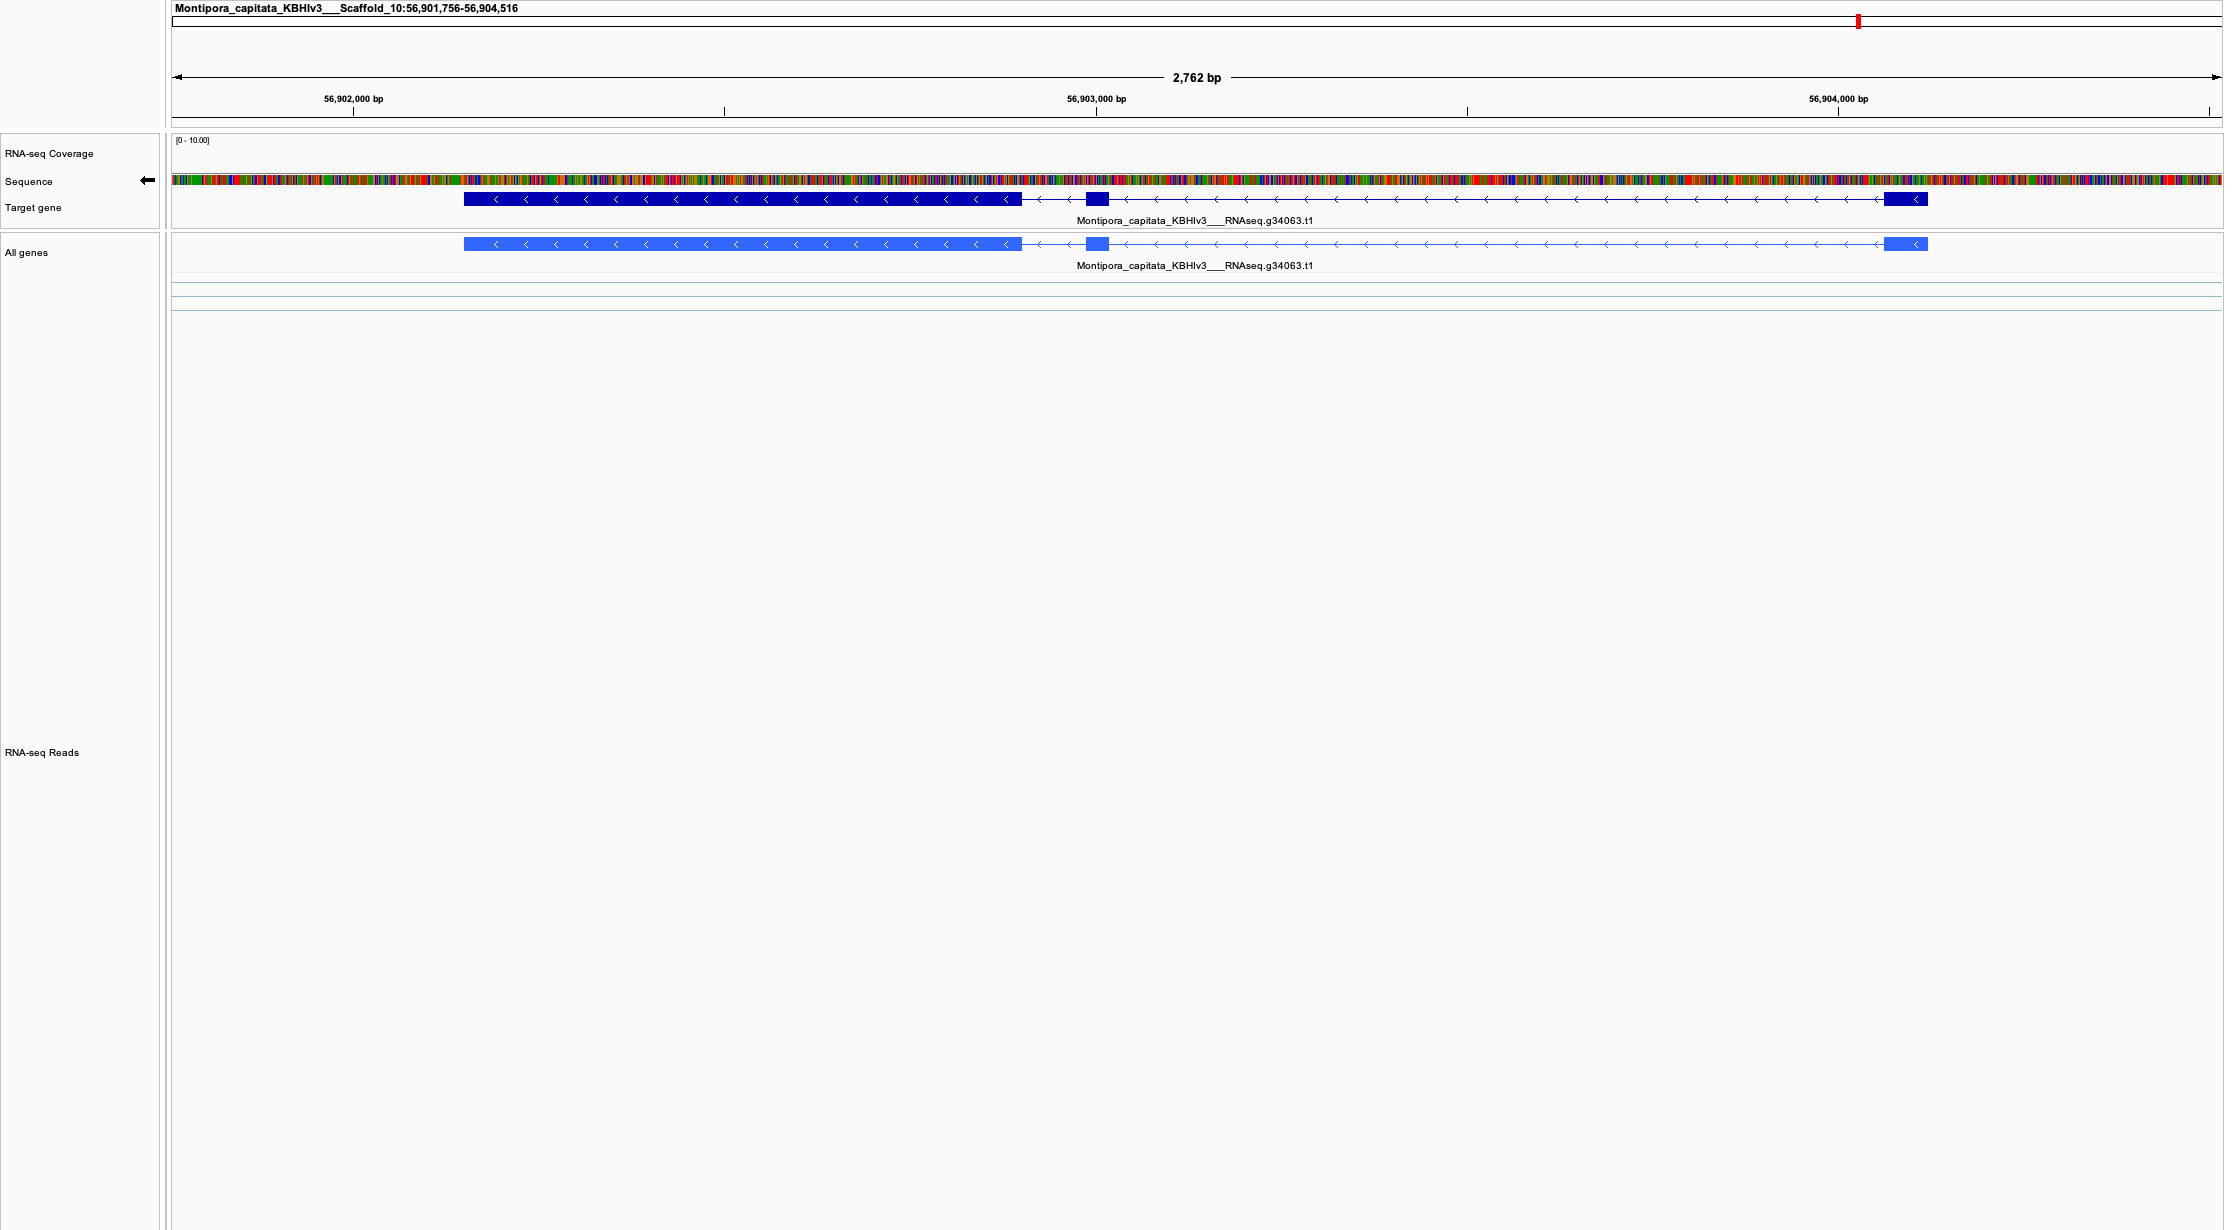 Montipora_capitata_KBHIv3___Scaffold_10:56,901,756-56,904,516
2,762 bp
56,902,000 bp 56,903,000 bp 56,904,000 bp
[0 - 10.00]
RNA-seq Coverage
Sequence
Target gene
Montipora_capitata_KBHIv3___RNAseq.g34063.t1
All genes
Montipora_capitata_KBHIv3___RNAseq.g34063.t1
RNA-seq Reads